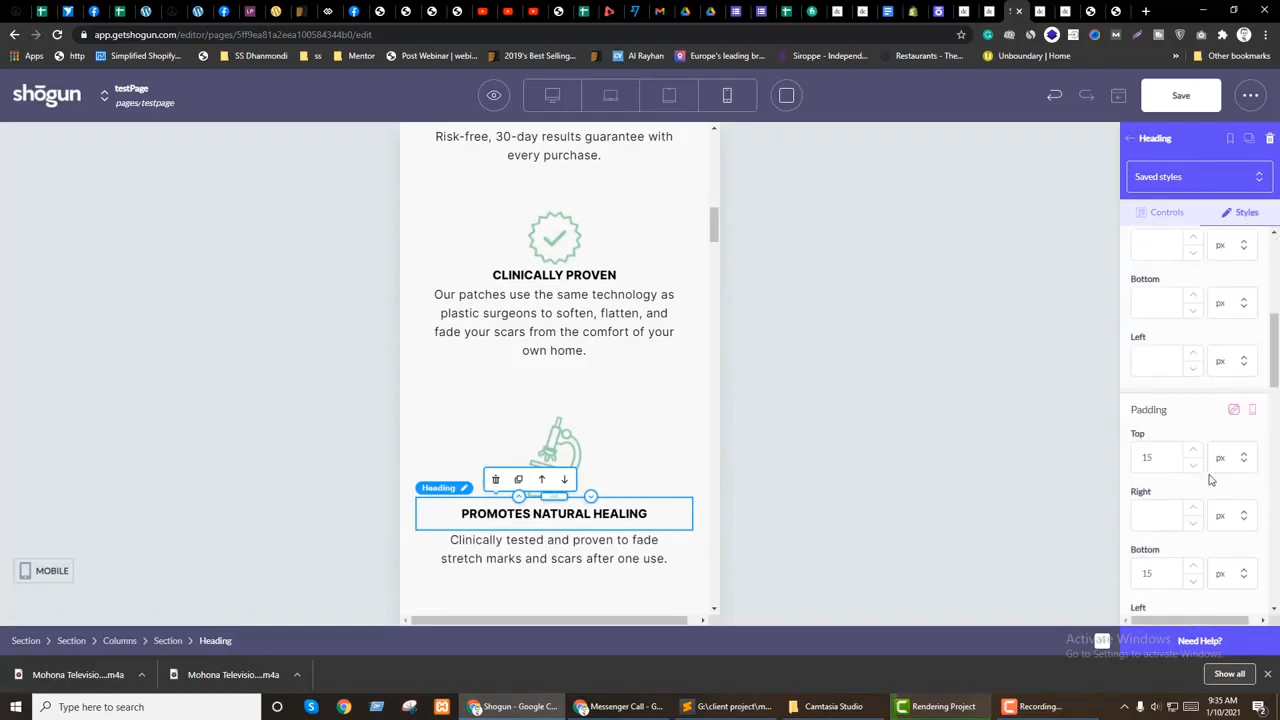 app.getshogun.com/editor/pages/5ff9ea81a2eea100584344b0/edit
Apps
http
Simplified Shopify...
SS Dhanmondi
ss
Mentor
Post Webinar | webi...
2019's Best Selling...
Al Rayhan
Europe's leading br...
Siroppe - Independ...
Restaurants - The...
Unboundary | Home
Other bookmarks
shōgun
testPage
pages/testpage
Save
Risk-free, 30-day results guarantee with
every purchase.
CLINICALLY PROVEN
Our patches use the same technology as
plastic surgeons to soften, flatten, and
fade your scars from the comfort of your
own home.
Heading
PROMOTES NATURAL HEALING
Clinically tested and proven to fade
stretch marks and scars after one use.
MOBILE
Heading
Saved styles
Controls
Styles
px
Bottom
px
Left
px
Padding
Top
15
px
Right
px
Bottom
15
px
Left
Section
Section
Columns
Section
Heading
Activate Windows
Go to Settings to activate Windows.
Need Help?
Mohona Televisio....m4a
Mohona Televisio....m4a
Show all
Type here to search
Shogun - Google C...
Messenger Call - G...
G:\client project\m...
Camtasia Studio
Rendering Project
Recording...
9:35 AM
1/10/2021